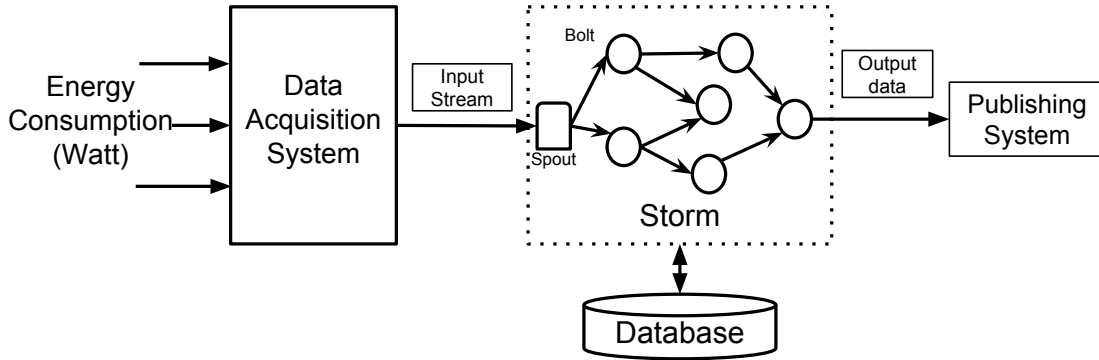 Energy
Consumption
(Watt)
Data
Acquisition
System
Input
Stream
Bolt
Spout
Storm
Output
data
Publishing
System
Database